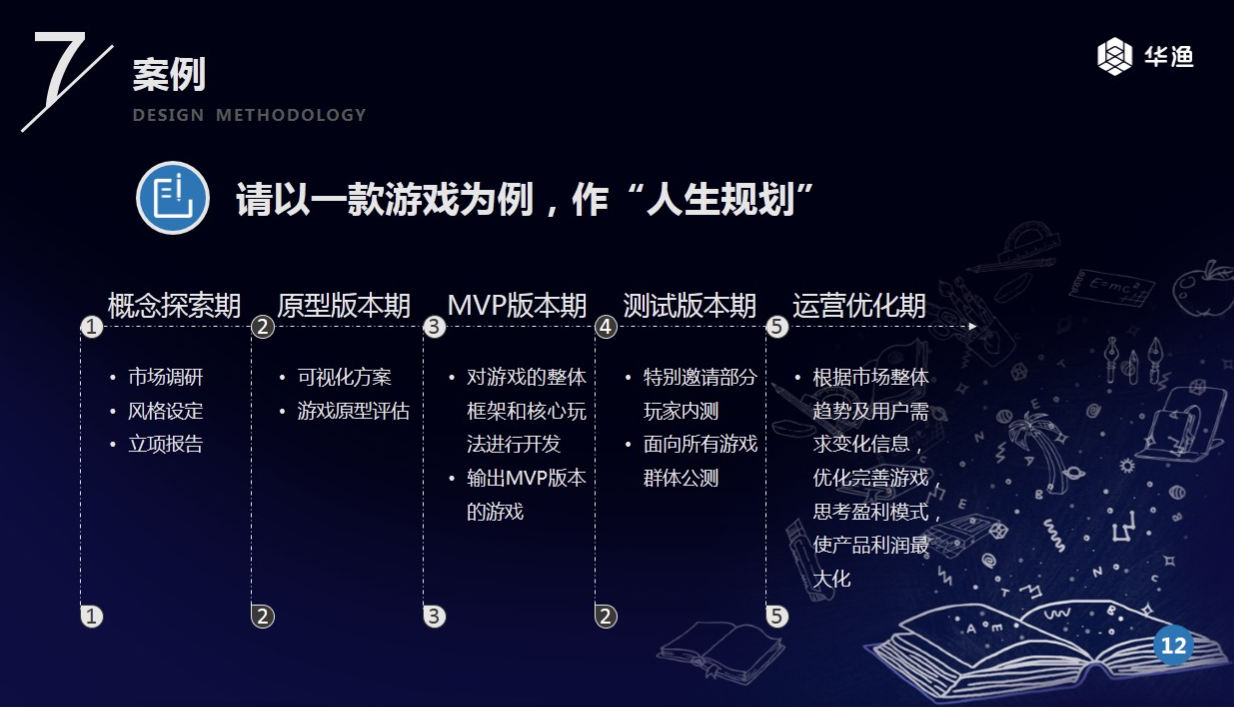 7
案例
DESIGN METHODOLOGY
华渔
请以一款游戏为例，作“人生规划”
概念探索期
原型版本期
MVP版本期
测试版本期
运营优化期
1
2
3
4
5
• 市场调研
• 风格设定
• 立项报告
• 可视化方案
• 游戏原型评估
• 对游戏的整体
框架和核心玩
法进行开发
• 输出MVP版本
的游戏
• 特别邀请部分
玩家内测
• 面向所有游戏
群体公测
• 根据市场整体
趋势及用户需
求变化信息，
优化完善游戏，
思考盈利模式，
使产品利润最
大化
1
2
3
2
5
E=mc²
12